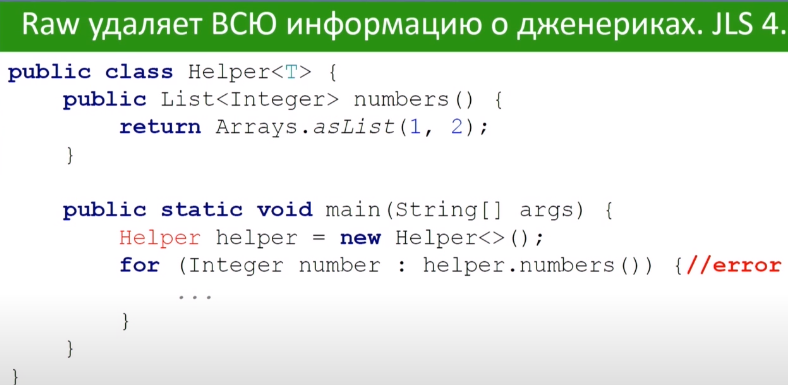 Raw удаляет ВСЮ информацию о дженериках. JLS 4.
public class Helper<T> {
public List<Integer> numbers() {
return Arrays.asList(1, 2);
}
public static void main(String[] args) {
Helper helper = new Helper<>();
for (Integer number : helper.numbers()) {//error
...
}
}
}